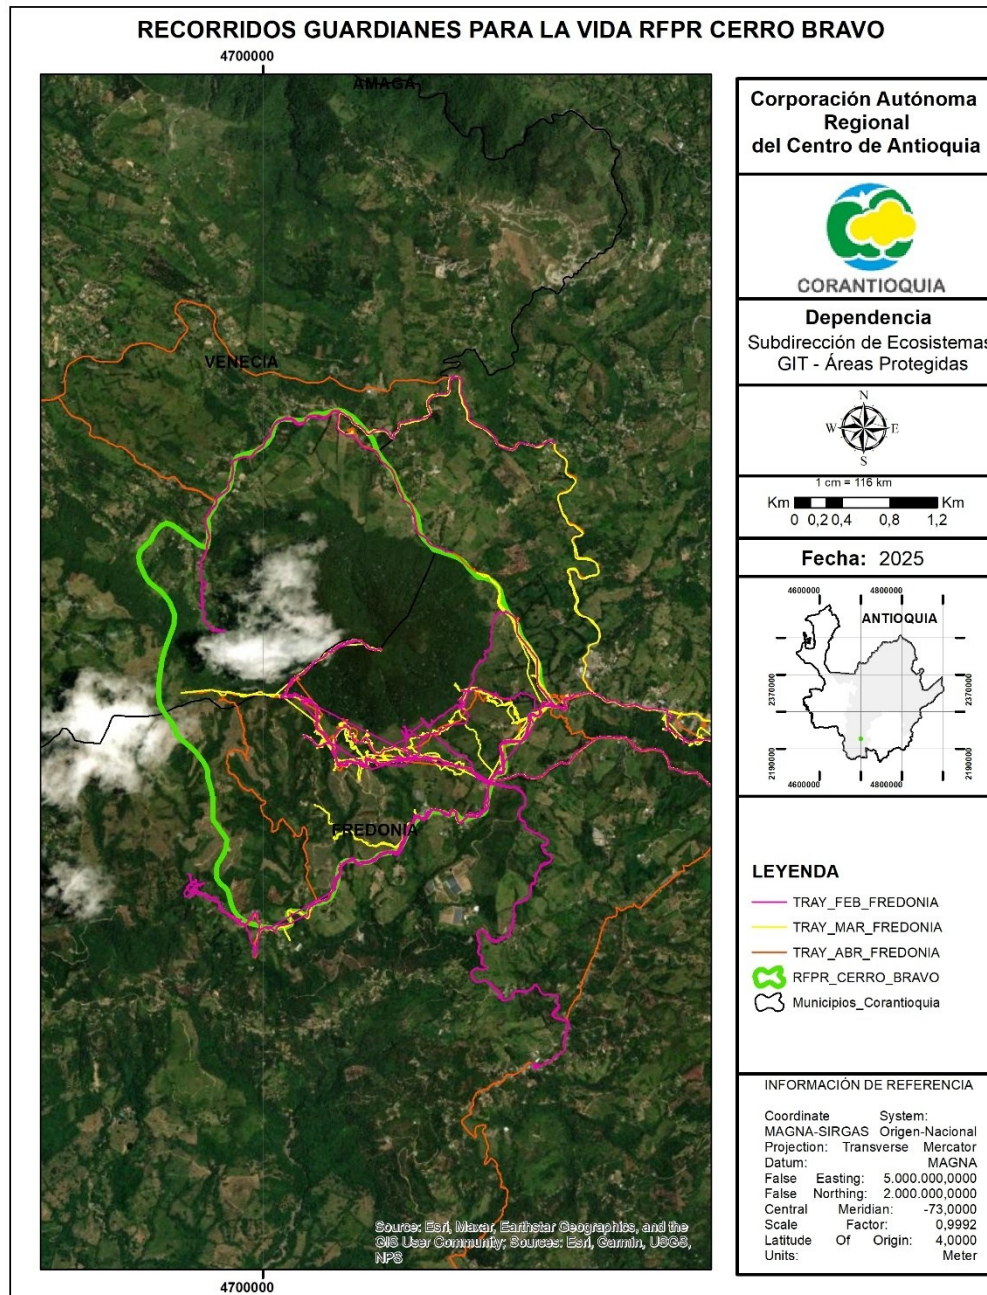 RECORRIDOS GUARDIANES PARA LA VIDA RFPR CERRO BRAVO
4700000
AMAGÁ
VENECIA
FREDONIA
Source: Esri, Maxar, Earthstar Geographics, and the
GIS User Community; Sources: Esri, Garmin, USGS,
NPS
4700000
Corporación Autónoma
Regional
del Centro de Antioquia
CORANTIOQUIA
Dependencia
Subdirección de Ecosistemas
GIT - Áreas Protegidas
N
W E
S
1 cm = 116 km
Km Km
0 0,2 0,4 0,8 1,2
Fecha: 2025
4600000 4800000
ANTIOQUIA
2370000 2370000
2190000 2190000
4600000 4800000
LEYENDA
TRAY_FEB_FREDONIA
TRAY_MAR_FREDONIA
TRAY_ABR_FREDONIA
RFPR_CERRO_BRAVO
Municipios_Corantioquia
INFORMACIÓN DE REFERENCIA
Coordinate System:
MAGNA-SIRGAS Origen-Nacional
Projection: Transverse Mercator
Datum: MAGNA
False Easting: 5.000.000,0000
False Northing: 2.000.000,0000
Central Meridian: -73,0000
Scale Factor: 0,9992
Latitude Of Origin: 4,0000
Units: Meter